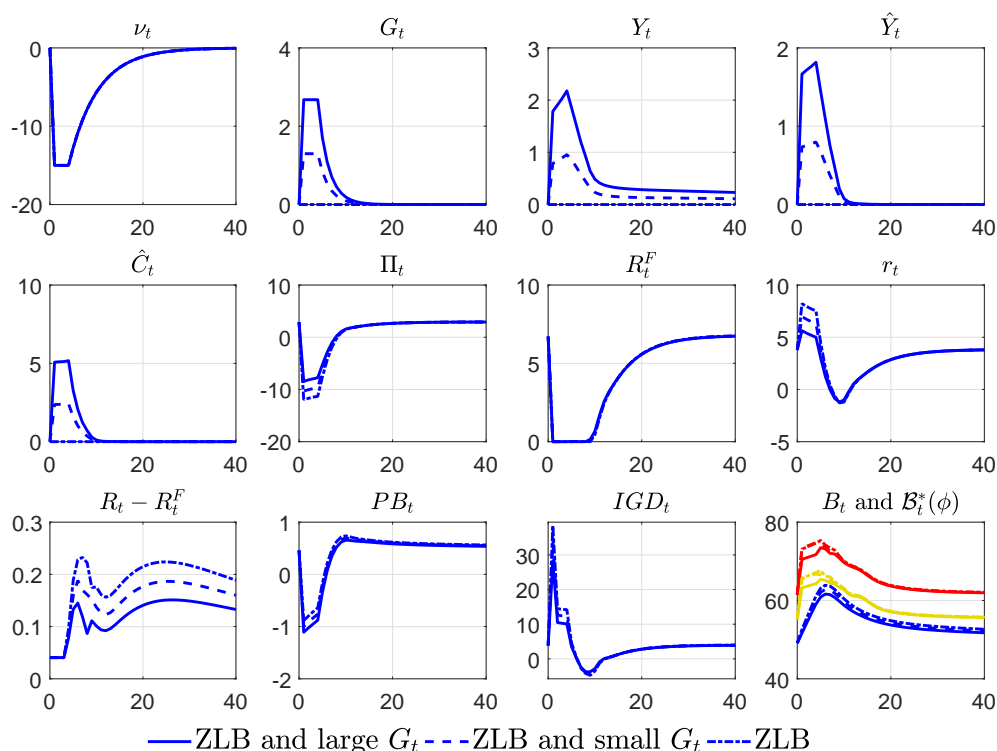 ν_t G_t Y_t Ŷ_t
0 4 3 2
-10 2 2 1
-20 0 1 0
0
0 20 40 0 20 40 0 20 40 0 20 40
Ĉ_t Π_t R_t^F r_t
10 10 10 10
5 0 5 5
0 -10 0 0
-20 -5
0 20 40 0 20 40 0 20 40 0 20 40
R_t − R_t^F PB_t IGD_t B_t and ℬ_t^*(ϕ)
0.3 1 30 80
0.2 0 20 60
0.1 -1 10 40
0 -2 0
0 20 40 0 20 40 0 20 40 0 20 40
ZLB and large G_t ZLB and small G_t ZLB